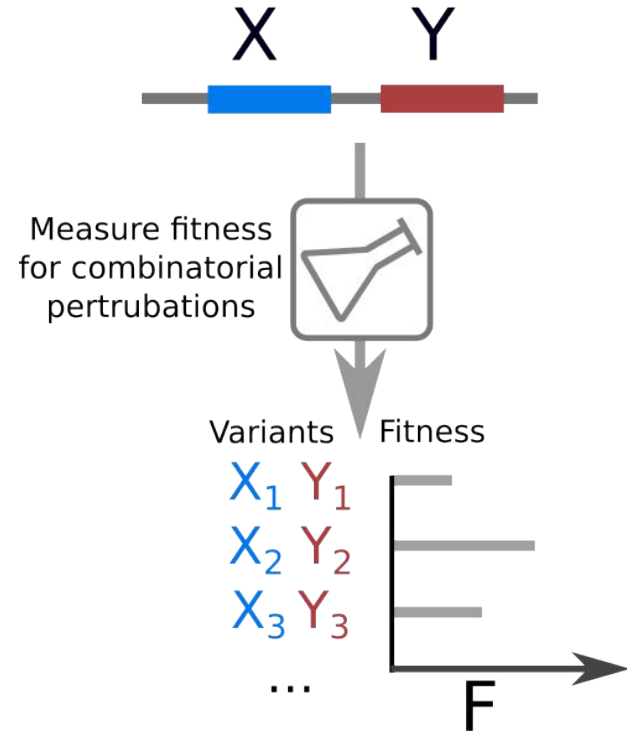 X Y
Measure fitness
for combinatorial
pertrubations
Variants Fitness
X₁ Y₁
X₂ Y₂
X₃ Y₃
...
F